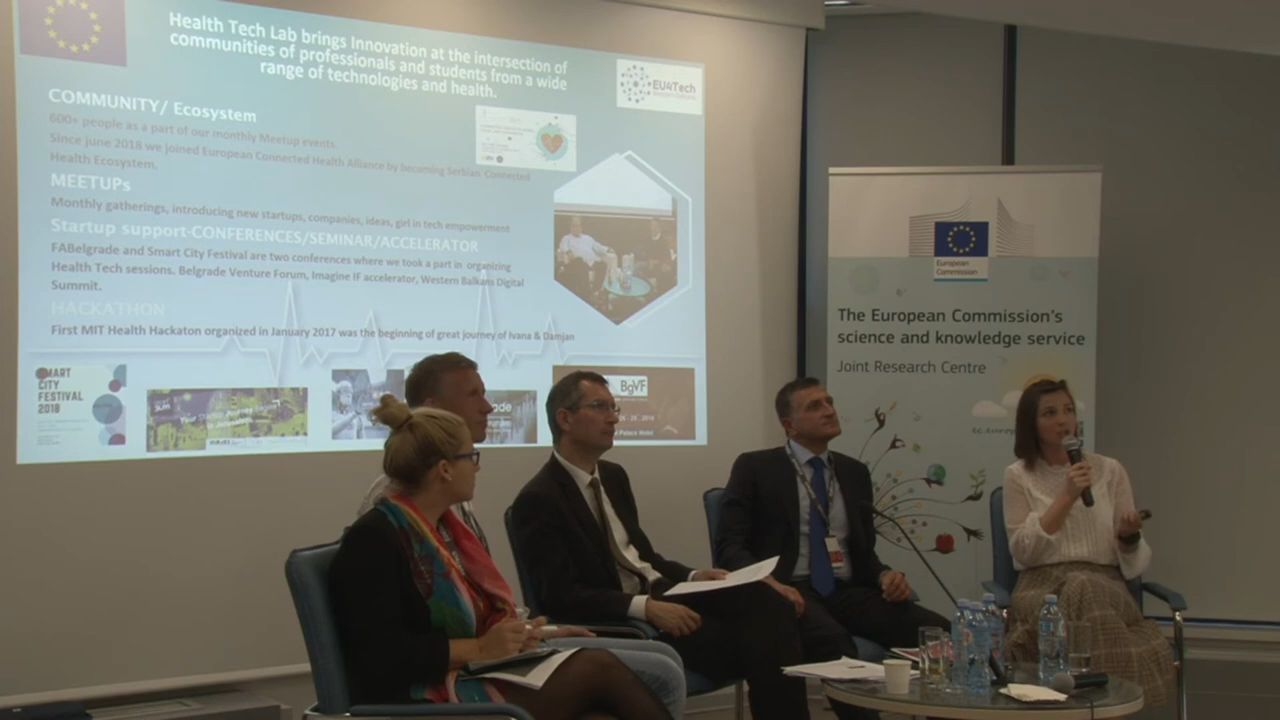 Health Tech Lab brings Innovation at the intersection of
communities of professionals and students from a wide
range of technologies and health.
EU4Tech
COMMUNITY/ Ecosystem
600+ people as a part of our monthly Meetup events.
Since june 2018 we joined European Connected Health Alliance by becoming Serbian Connected
Health Ecosystem.
MEETUPs
Monthly gatherings, introducing new startups, companies, ideas, girl in tech empowerment
Startup support-CONFERENCES/SEMINAR/ACCELERATOR
FABelgrade and Smart City Festival are two conferences where we took a part in organizing
Health Tech sessions. Belgrade Venture Forum, Imagine IF accelerator, Western Balkans Digital
Summit.
HACKATHON
First MIT Health Hackaton organized in January 2017 was the beginning of great journey of Ivana & Damjan
SMART
CITY
FESTIVAL
2018
BgVF
Palace Hotel
European
Commission
The European Commission's
science and knowledge service
Joint Research Centre
ec.europ